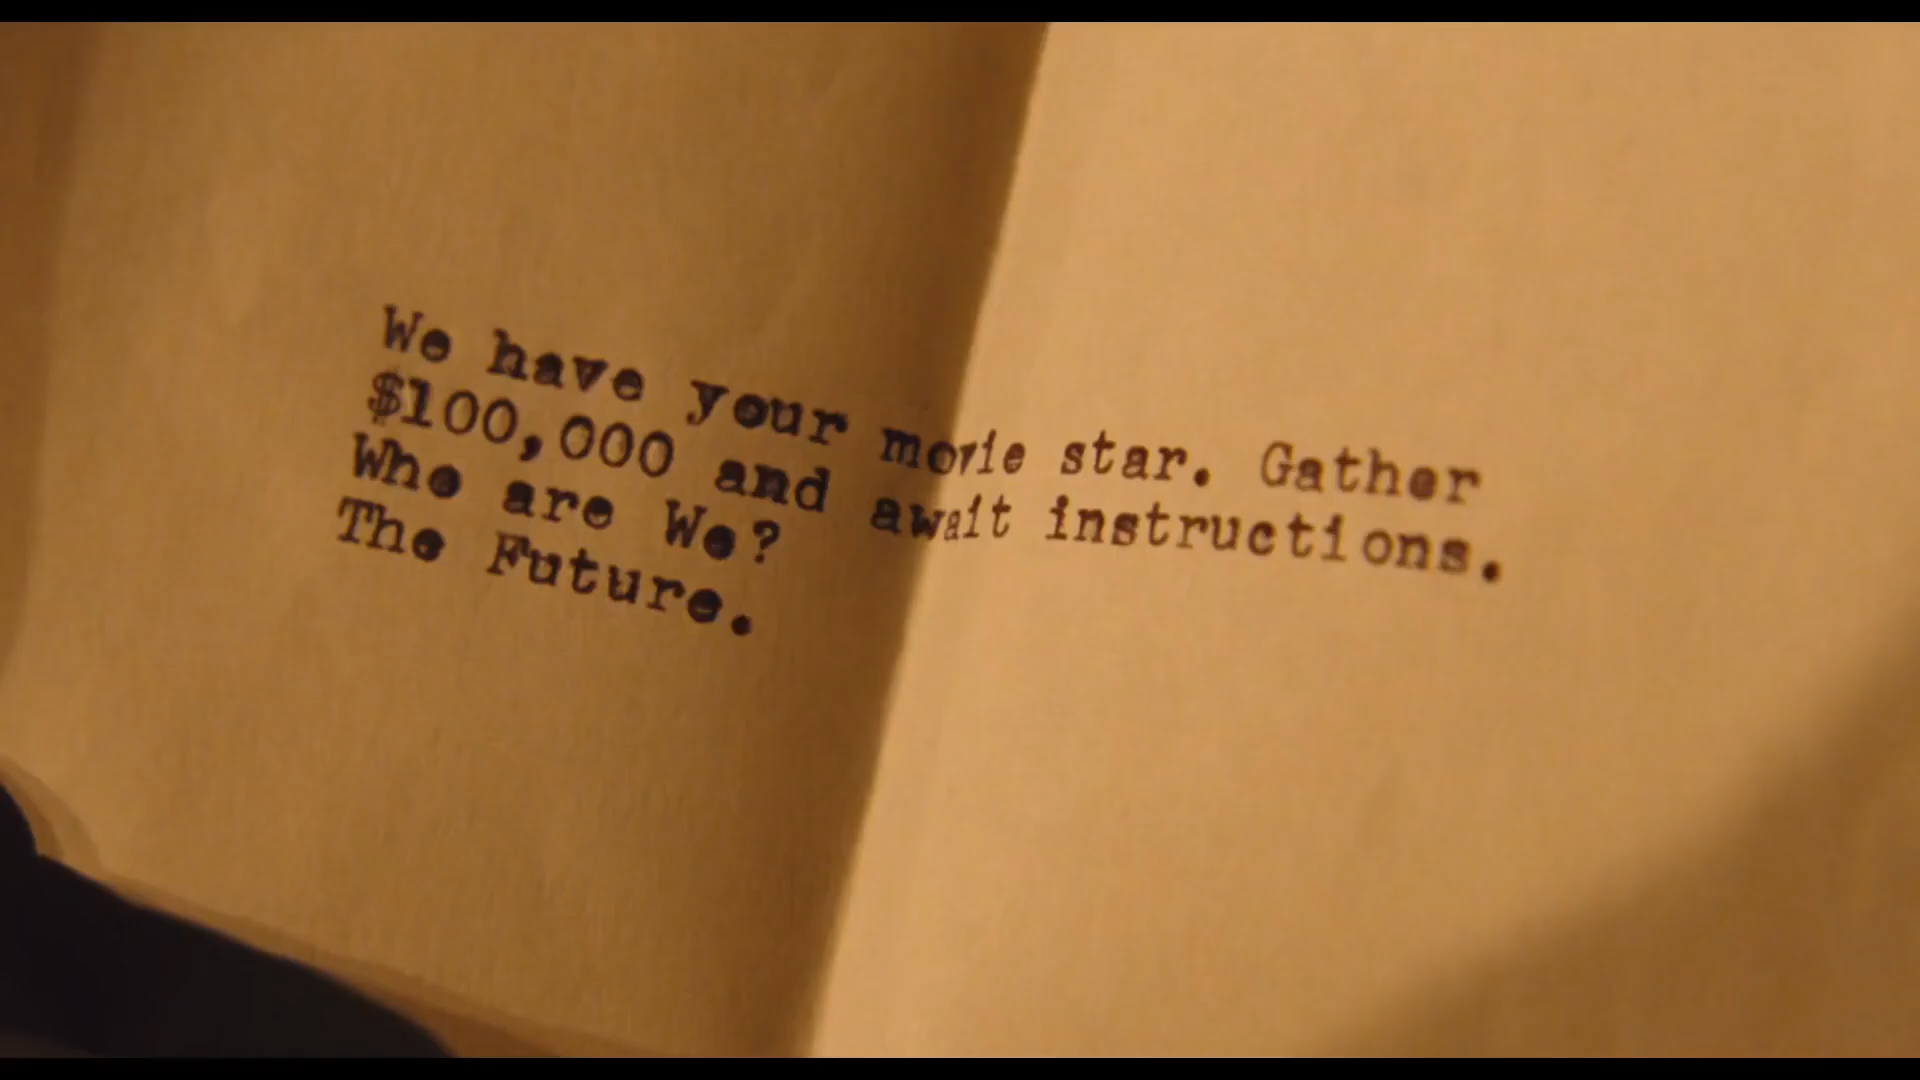 We have your movie star. Gather
$100,000 and await instructions.
Who are We?
The Future.